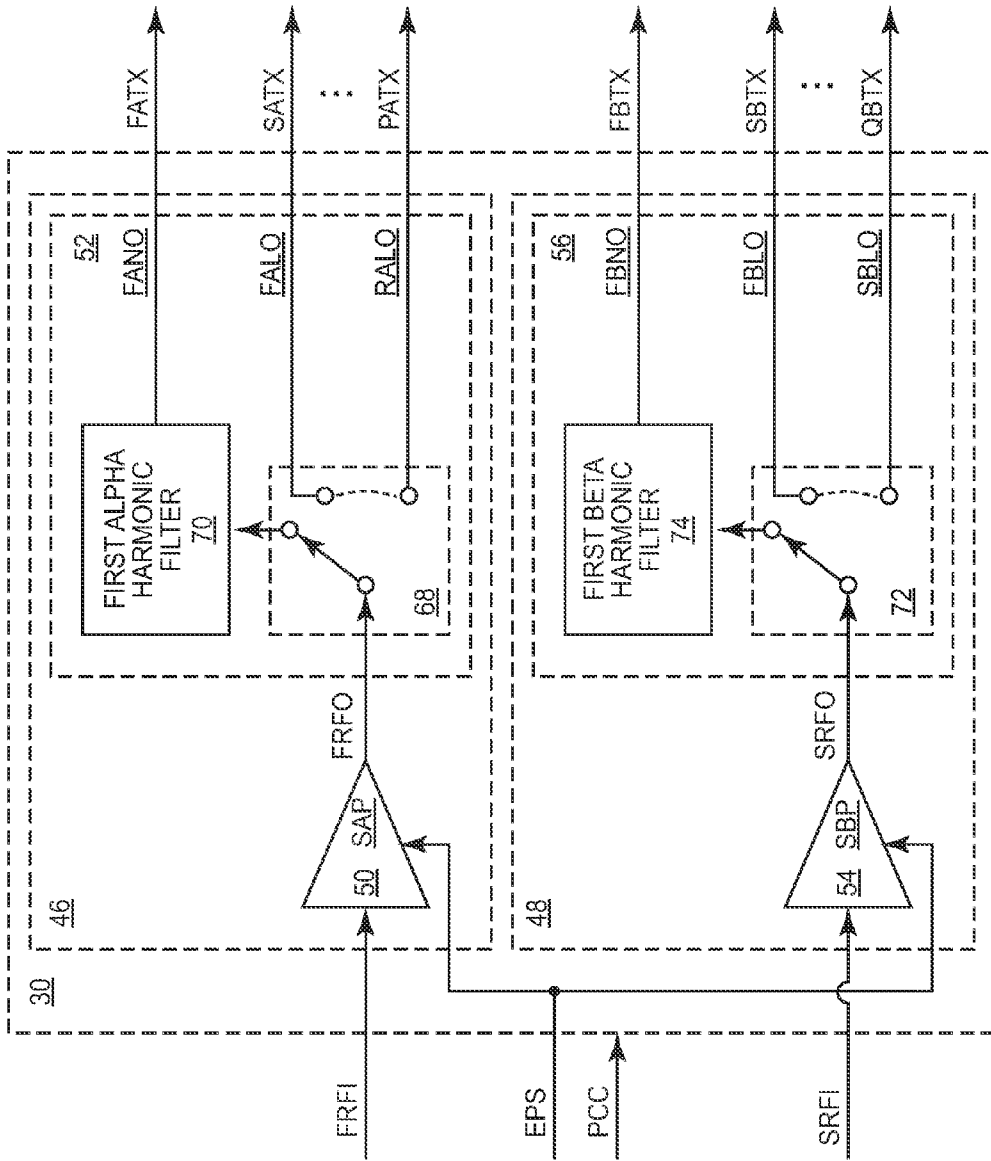 FATX
SATX
...
PATX
FBTX
SBTX
...
QBTX
52
FANO
FALO
RALO
56
FBNO
FBLO
SBLO
FIRST ALPHA
HARMONIC
FILTER
70
68
FIRST BETA
HARMONIC
FILTER
74
72
FRFO
SRFO
50 SAP
54 SBP
46
48
30
FRFI
EPS
PCC
SRFI